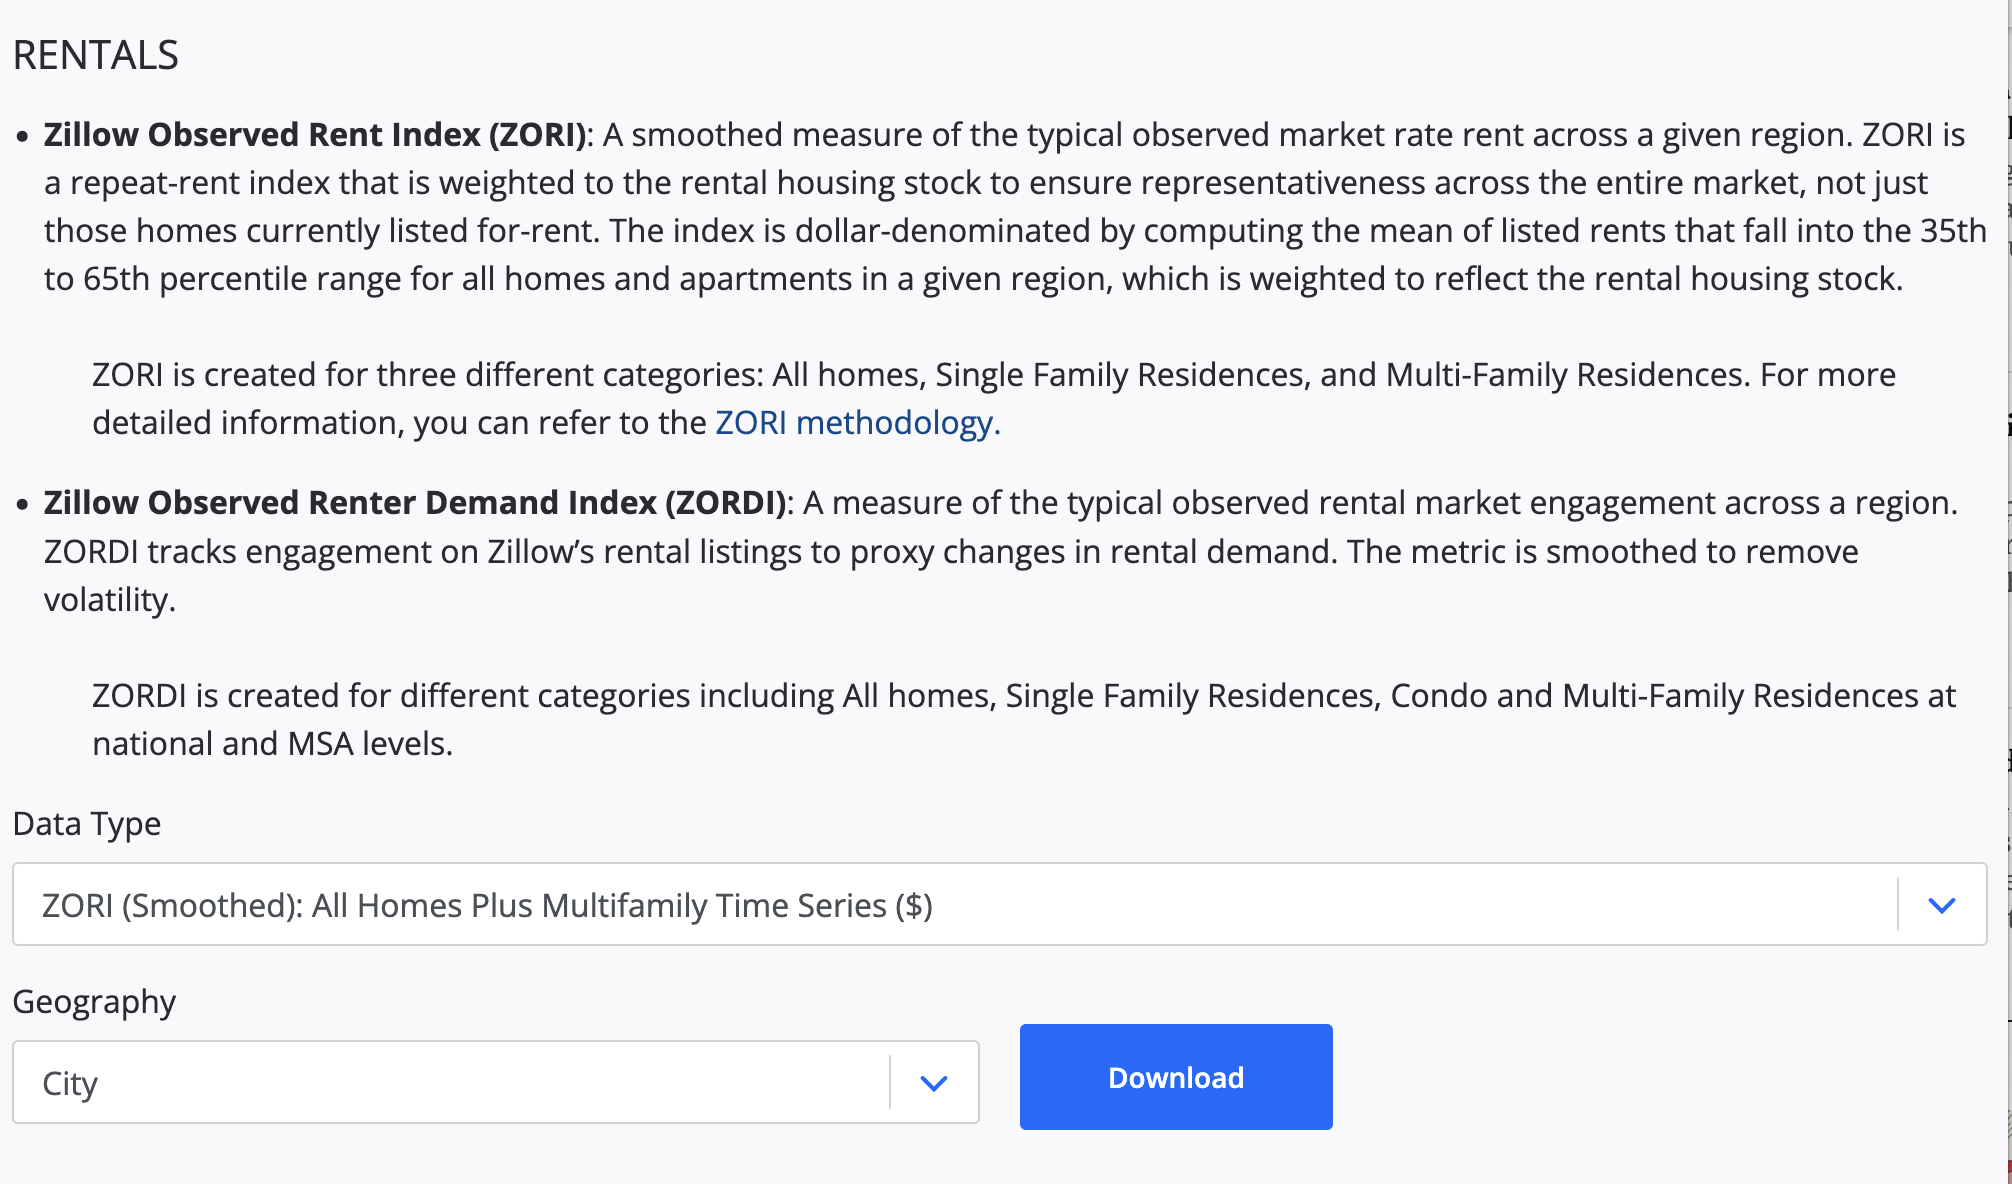 RENTALS
• Zillow Observed Rent Index (ZORI): A smoothed measure of the typical observed market rate rent across a given region. ZORI is
a repeat-rent index that is weighted to the rental housing stock to ensure representativeness across the entire market, not just
those homes currently listed for-rent. The index is dollar-denominated by computing the mean of listed rents that fall into the 35th
to 65th percentile range for all homes and apartments in a given region, which is weighted to reflect the rental housing stock.
ZORI is created for three different categories: All homes, Single Family Residences, and Multi-Family Residences. For more
detailed information, you can refer to the ZORI methodology.
• Zillow Observed Renter Demand Index (ZORDI): A measure of the typical observed rental market engagement across a region.
ZORDI tracks engagement on Zillow’s rental listings to proxy changes in rental demand. The metric is smoothed to remove
volatility.
ZORDI is created for different categories including All homes, Single Family Residences, Condo and Multi-Family Residences at
national and MSA levels.
Data Type
ZORI (Smoothed): All Homes Plus Multifamily Time Series ($)
Geography
City
Download